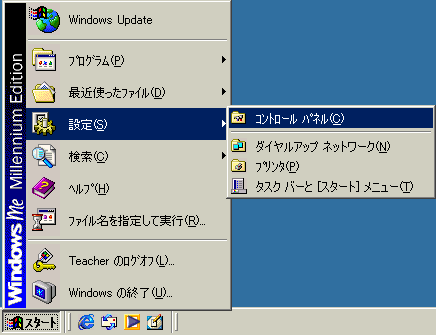 Windows Me Millennium Edition
Windows Update
プログラム(P)
最近使ったファイル(D)
設定(S)
検索(C)
ヘルプ(H)
ファイル名を指定して実行(R)...
Teacher のログオフ(L)...
Windows の終了(U)...
コントロール パネル(C)
ダイヤルアップ ネットワーク(N)
プリンタ(P)
タスク バーと [スタート] メニュー(T)
スタート